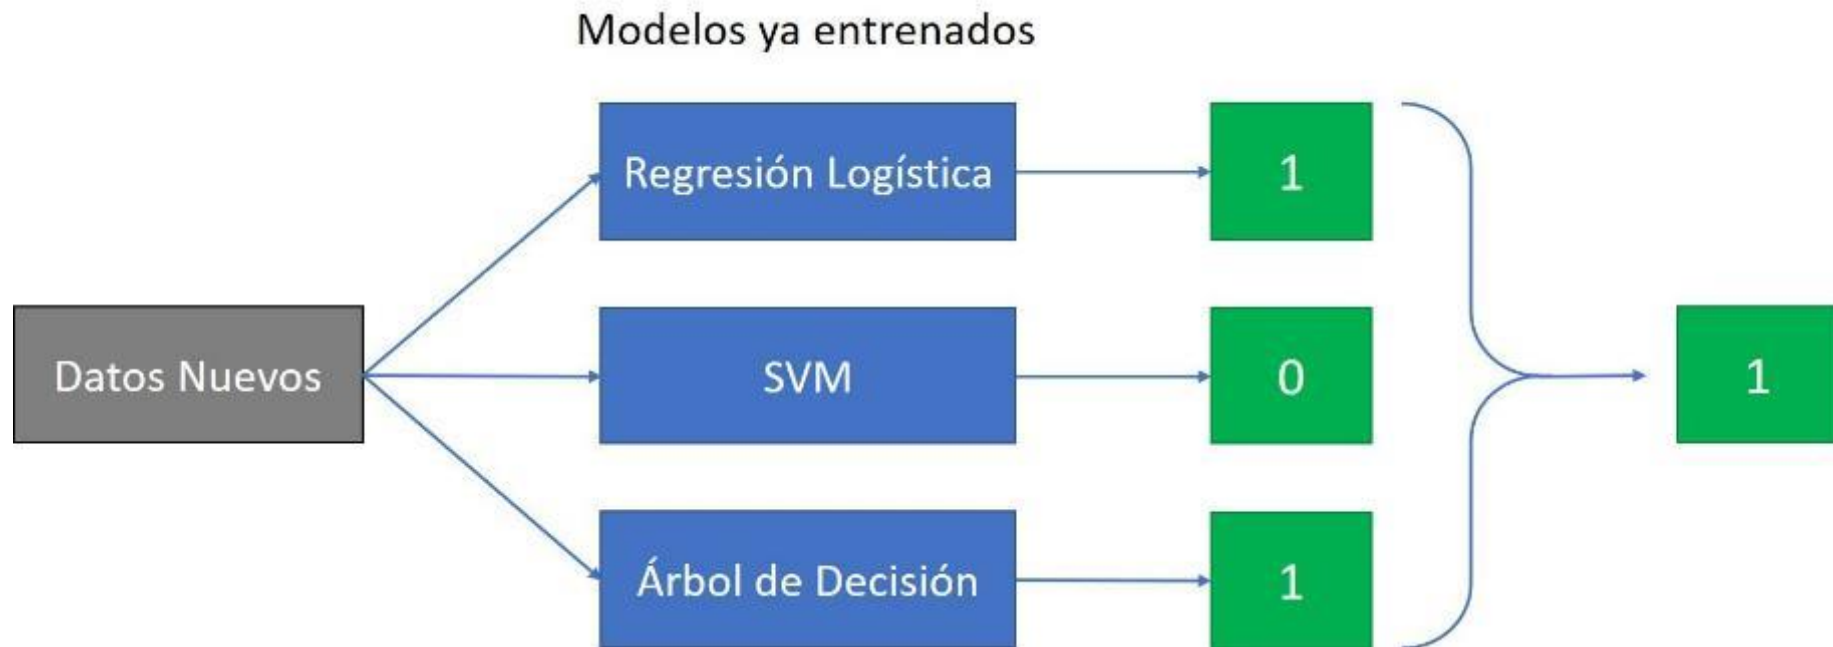 Modelos ya entrenados
Regresión Logística
1
Datos Nuevos
SVM
0
1
Árbol de Decisión
1